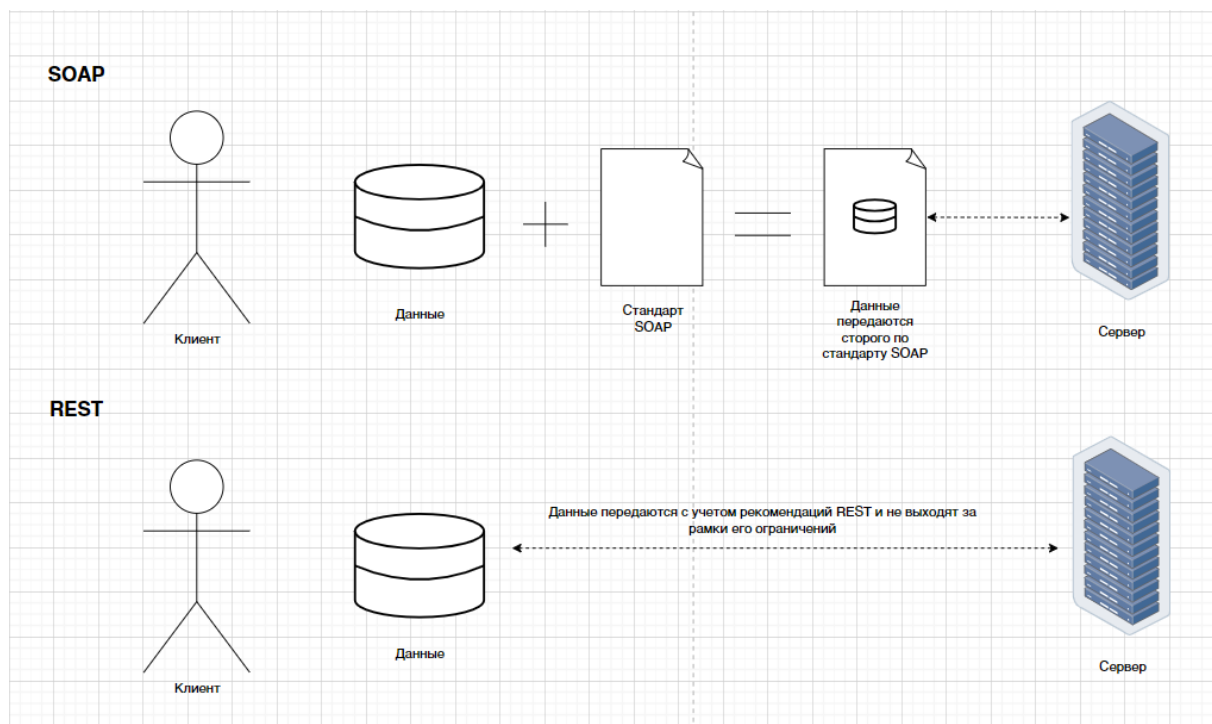 SOAP
Клиент
Данные
Стандарт
SOAP
Данные
передаются
сторого по
стандарту SOAP
Сервер
REST
Данные передаются с учетом рекомендаций REST и не выходят за
рамки его ограничений
Клиент
Данные
Сервер